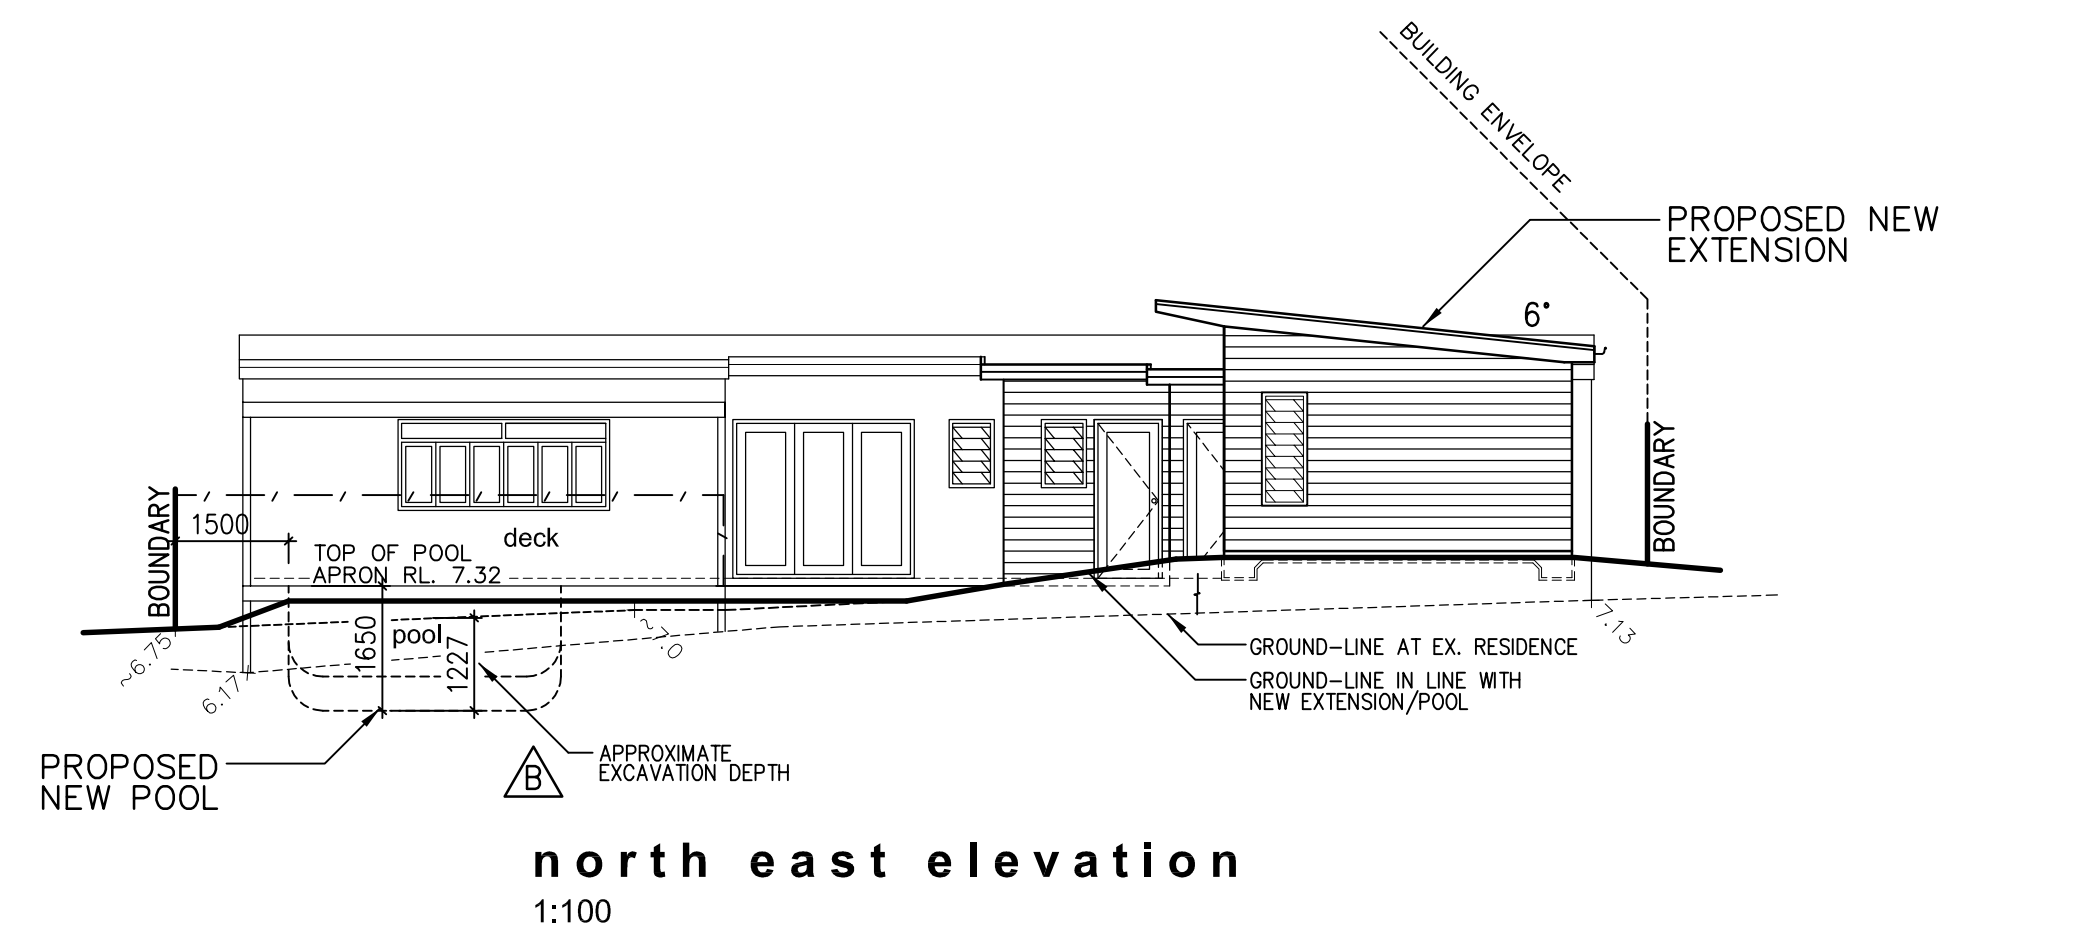 BUILDING ENVELOPE
PROPOSED NEW
EXTENSION
6°
BOUNDARY
BOUNDARY
1500
deck
TOP OF POOL
APRON RL. 7.32
1650
pool
1227
~7.0
~6.75
6.17
7.13
GROUND-LINE AT EX. RESIDENCE
GROUND-LINE IN LINE WITH
NEW EXTENSION/POOL
PROPOSED
NEW POOL
B
APPROXIMATE
EXCAVATION DEPTH
north east elevation
1:100